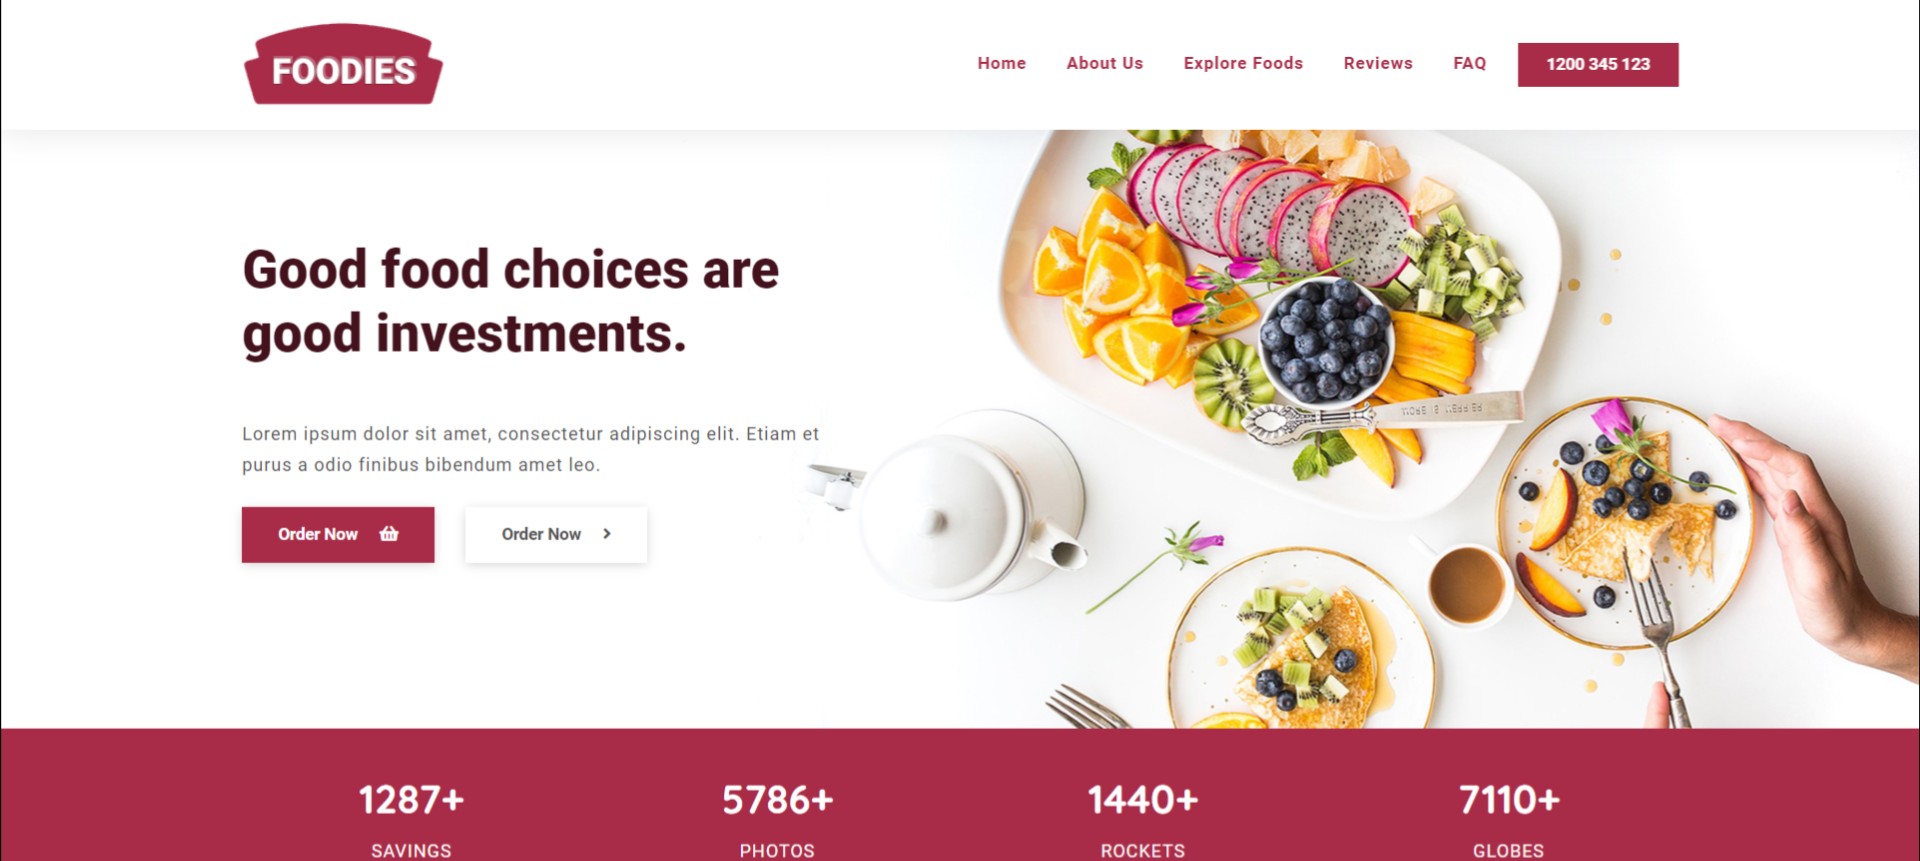 FOODIES
Home
About Us
Explore Foods
Reviews
FAQ
1200 345 123
Good food choices are
good investments.
Lorem ipsum dolor sit amet, consectetur adipiscing elit. Etiam et
purus a odio finibus bibendum amet leo.
Order Now
Order Now
1287+
5786+
1440+
7110+
SAVINGS
PHOTOS
ROCKETS
GLOBES